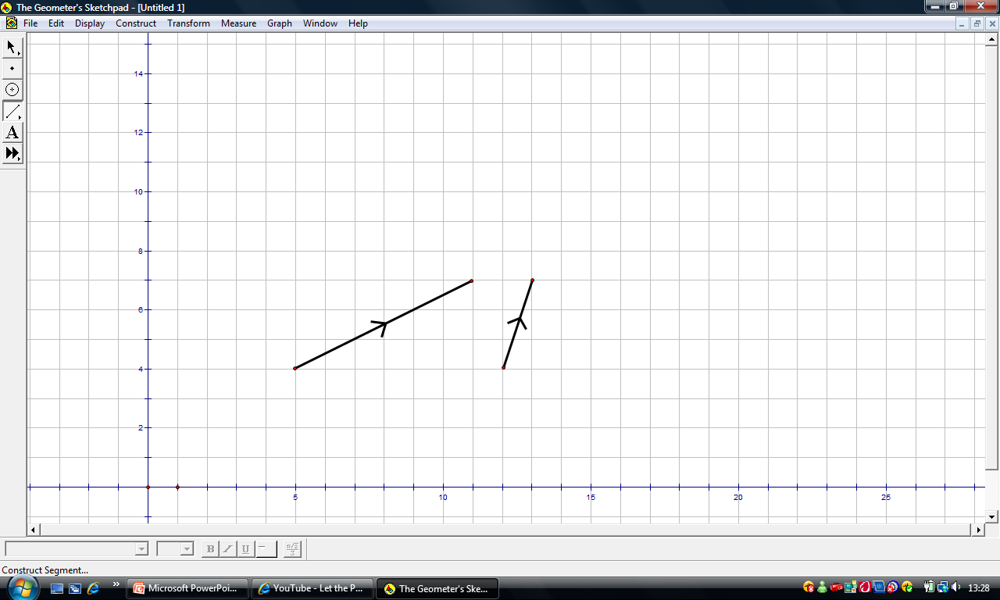 The Geometer's Sketchpad - [Untitled 1]
File Edit Display Construct Transform Measure Graph Window Help
A
14
12
10
8
6
4
2
5 10 15 20 25
B I U
Construct Segment...
» Microsoft PowerPoi... YouTube - Let the P... The Geometer's Ske... 13:28